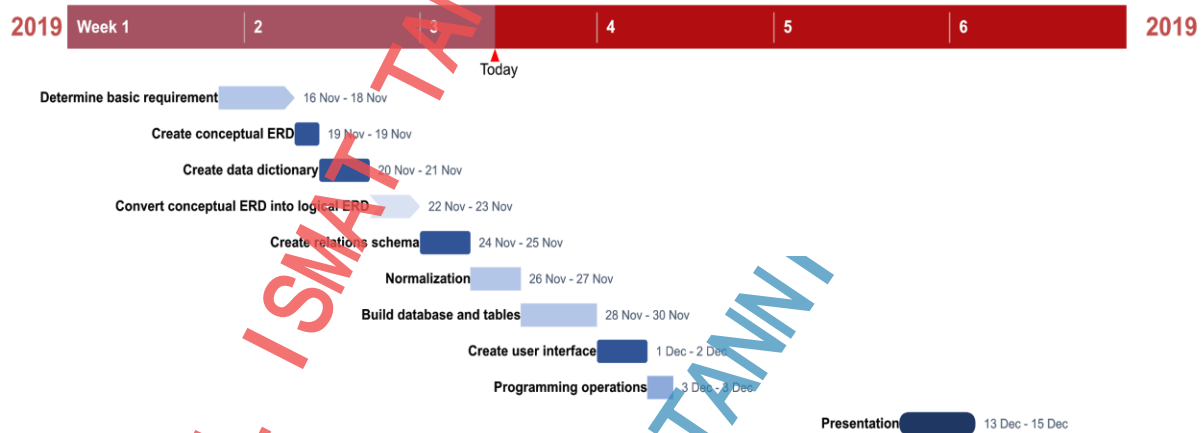 2019 Week 1 2 3 4 5 6 2019
Today
Determine basic requirement 16 Nov - 18 Nov
Create conceptual ERD 19 Nov - 19 Nov
Create data dictionary 20 Nov - 21 Nov
Convert conceptual ERD into logical ERD 22 Nov - 23 Nov
Create relations schema 24 Nov - 25 Nov
Normalization 26 Nov - 27 Nov
Build database and tables 28 Nov - 30 Nov
Create user interface 1 Dec - 2 Dec
Programming operations 3 Dec - 3 Dec
Presentation 13 Dec - 15 Dec
ISMAT